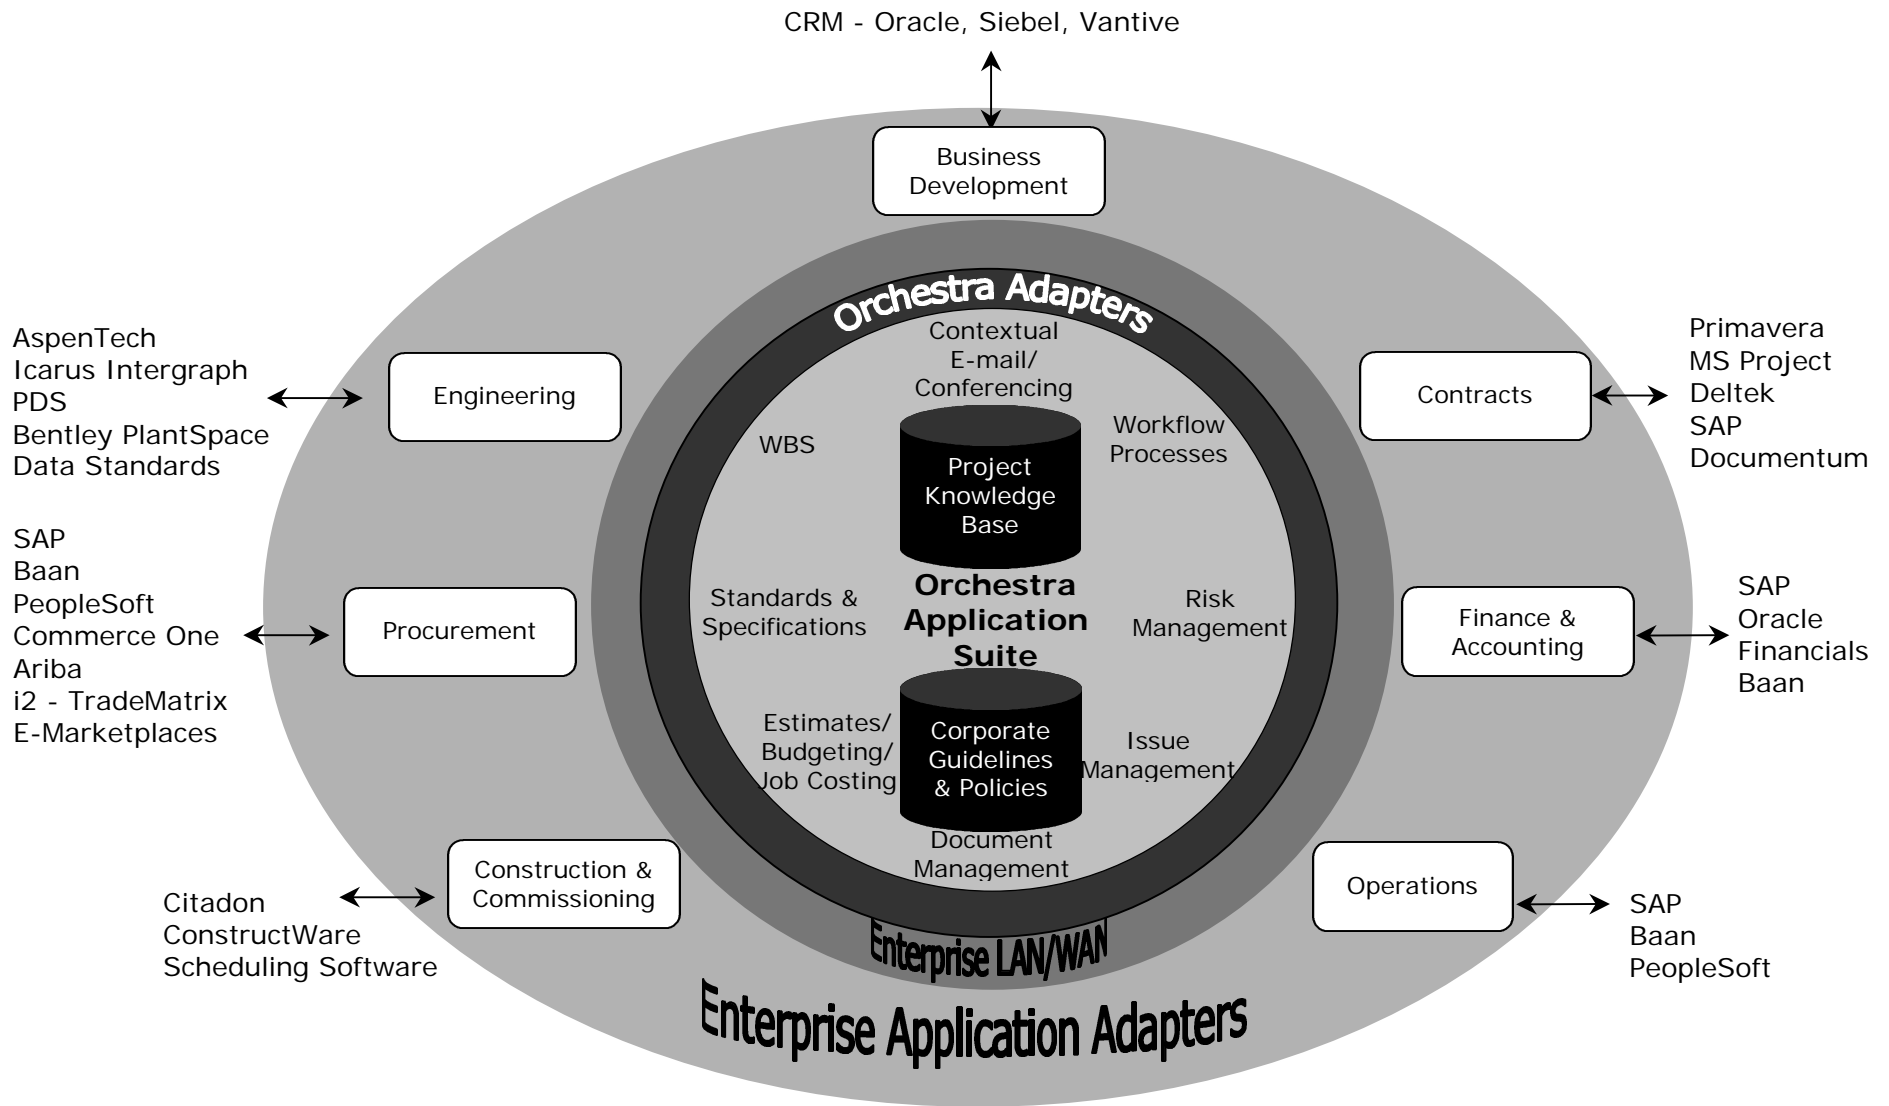 CRM - Oracle, Siebel, Vantive
Business
Development
Orchestra Adapters
Contextual
E-mail/
Conferencing
AspenTech
Icarus Intergraph
PDS
Bentley PlantSpace
Data Standards
Engineering
WBS
Workflow
Processes
Project
Knowledge
Base
Contracts
Primavera
MS Project
Deltek
SAP
Documentum
SAP
Baan
PeopleSoft
Commerce One
Ariba
i2 - TradeMatrix
E-Marketplaces
Procurement
Standards &
Specifications
Orchestra
Application
Suite
Risk
Management
Finance &
Accounting
SAP
Oracle
Financials
Baan
Estimates/
Budgeting/
Job Costing
Corporate
Guidelines
& Policies
Issue
Management
Document
Management
Construction &
Commissioning
Citadon
ConstructWare
Scheduling Software
Operations
SAP
Baan
PeopleSoft
Enterprise LAN/WAN
Enterprise Application Adapters